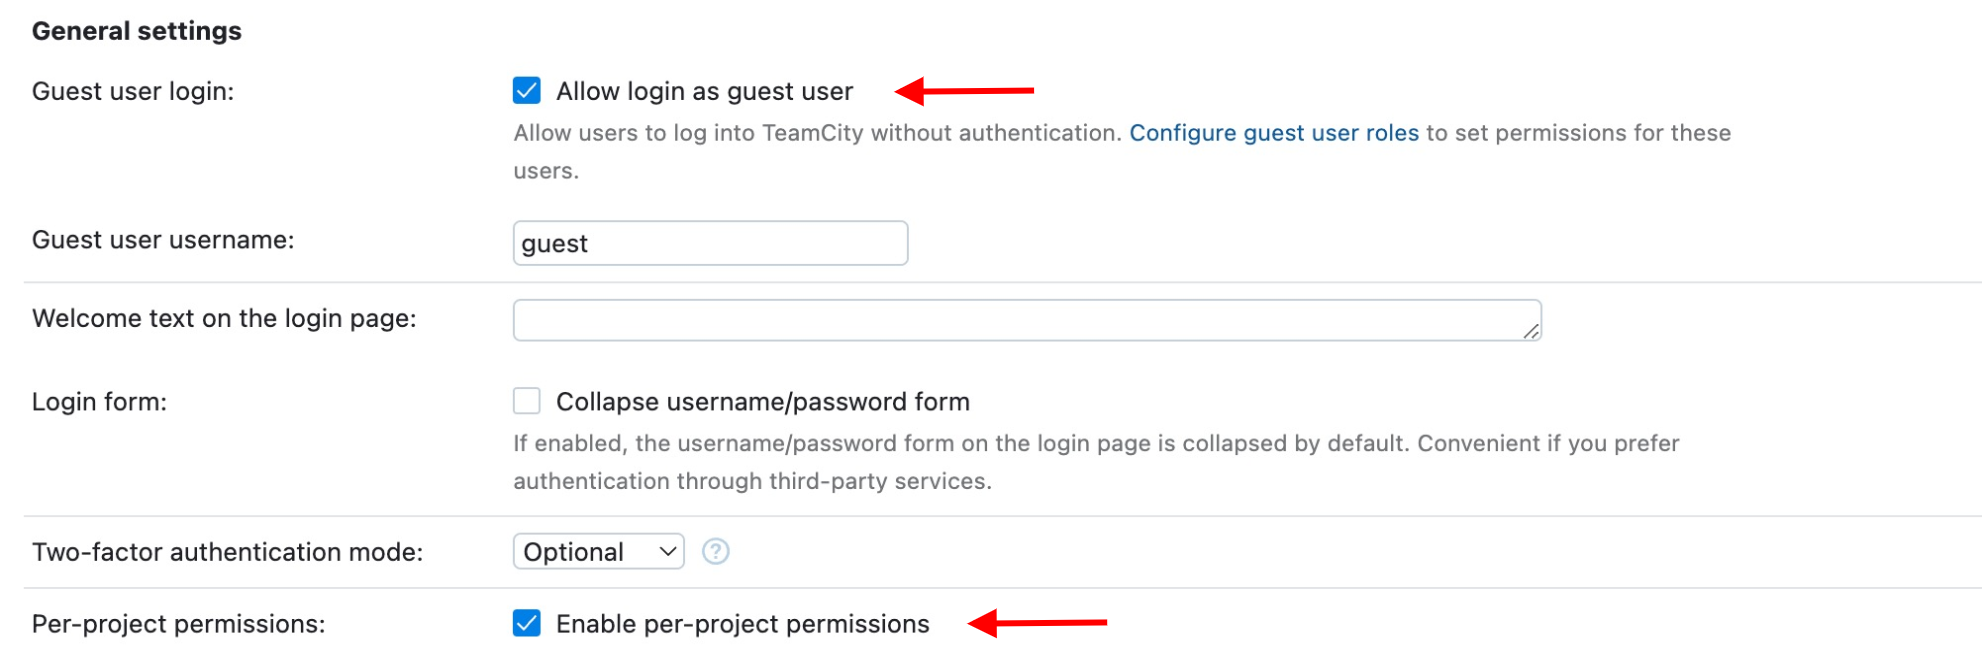 General settings
Guest user login:
Allow login as guest user
Allow users to log into TeamCity without authentication. Configure guest user roles to set permissions for these
users.
Guest user username:
guest
Welcome text on the login page:
Login form:
Collapse username/password form
If enabled, the username/password form on the login page is collapsed by default. Convenient if you prefer
authentication through third-party services.
Two-factor authentication mode:
Optional
?
Per-project permissions:
Enable per-project permissions